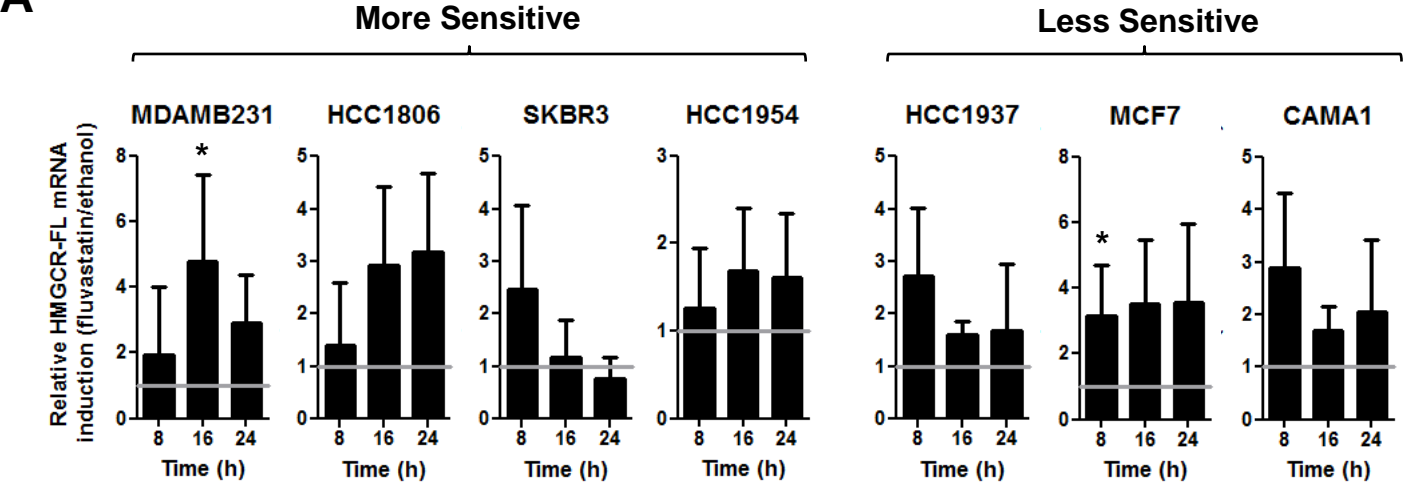 A
More Sensitive
Less Sensitive
MDAMB231
HCC1806
SKBR3
HCC1954
HCC1937
MCF7
CAMA1
Relative HMGCR-FL mRNA
induction (fluvastatin/ethanol)
8
6
4
2
0
*
8 16 24
Time (h)
5
4
3
2
1
0
8 16 24
Time (h)
5
4
3
2
1
0
8 16 24
Time (h)
3
2
1
0
8 16 24
Time (h)
5
4
3
2
1
0
8 16 24
Time (h)
8
6
4
2
0
*
8 16 24
Time (h)
5
4
3
2
1
0
8 16 24
Time (h)